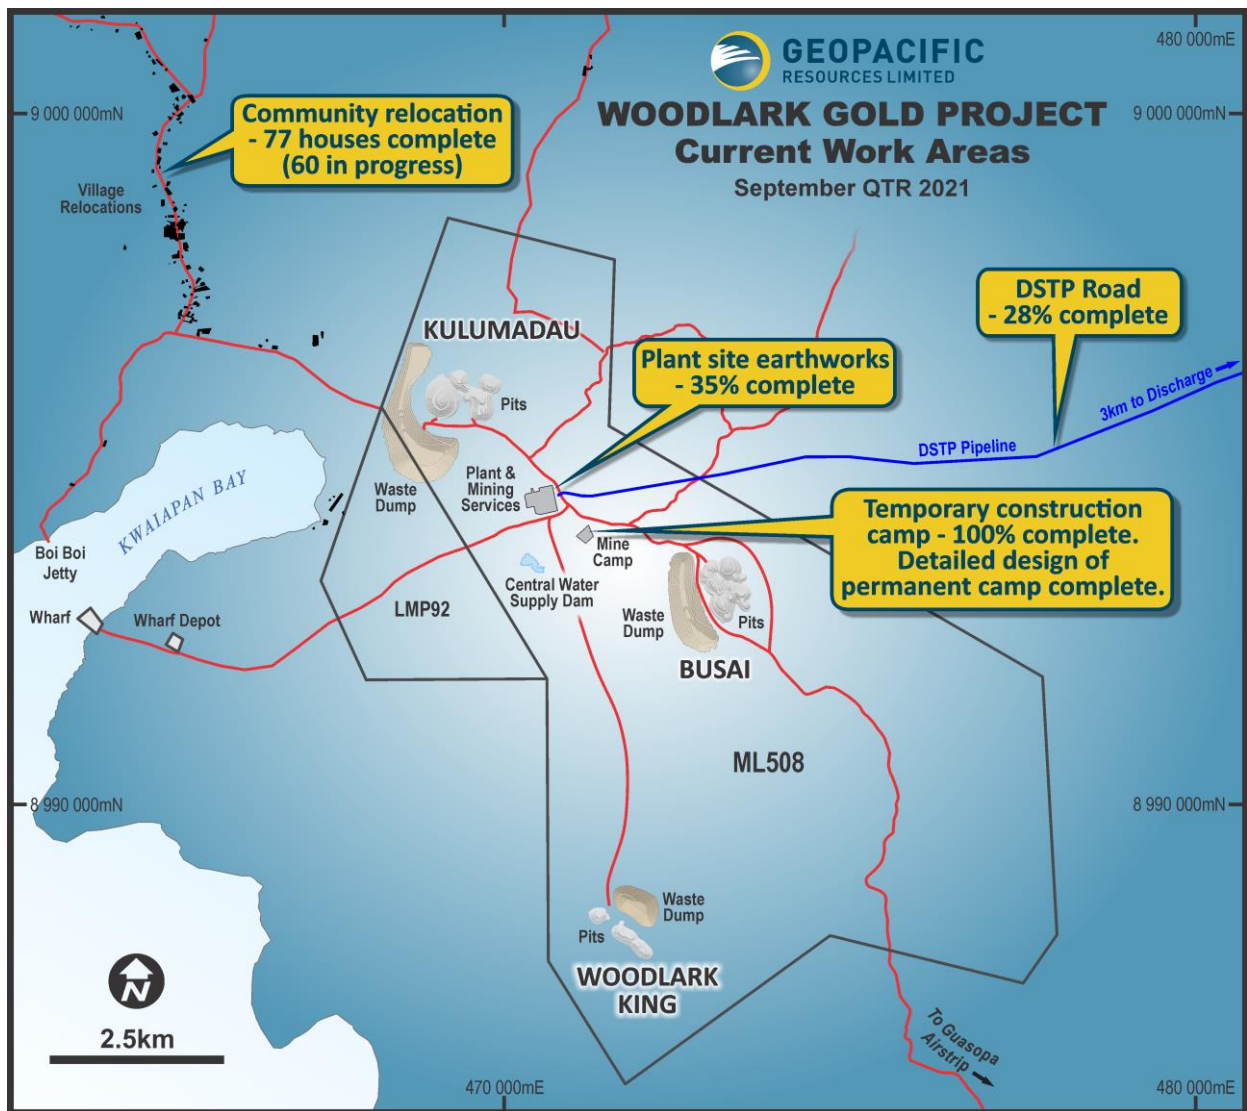 480 000mE
GEOPACIFIC
RESOURCES LIMITED
9 000 000mN
WOODLARK GOLD PROJECT
9 000 000mN
Current Work Areas
September QTR 2021
Community relocation
- 77 houses complete
(60 in progress)
Village
Relocations
DSTP Road
- 28% complete
KULUMADAU
Plant site earthworks
- 35% complete
Pits
3km to Discharge
DSTP Pipeline
Waste
Dump
Plant &
Mining
Services
KWAIAPAN BAY
Temporary construction
camp - 100% complete.
Detailed design of
permanent camp complete.
Boi Boi
Jetty
Mine
Camp
Central Water
Supply Dam
Wharf
Wharf Depot
LMP92
Waste
Dump
Pits
BUSAI
ML508
8 990 000mN
8 990 000mN
Waste
Dump
Pits
WOODLARK
KING
N
2.5km
To Guasopa
Airstrip
470 000mE
480 000mE